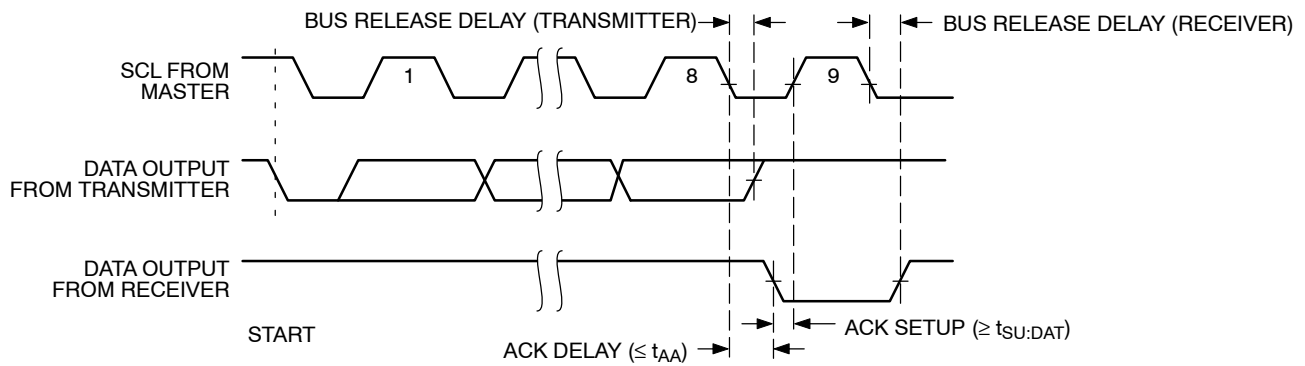 BUS RELEASE DELAY (TRANSMITTER)
BUS RELEASE DELAY (RECEIVER)
SCL FROM
MASTER
1
8
9
DATA OUTPUT
FROM TRANSMITTER
DATA OUTPUT
FROM RECEIVER
START
ACK SETUP (≥ tSU:DAT)
ACK DELAY (≤ tAA)